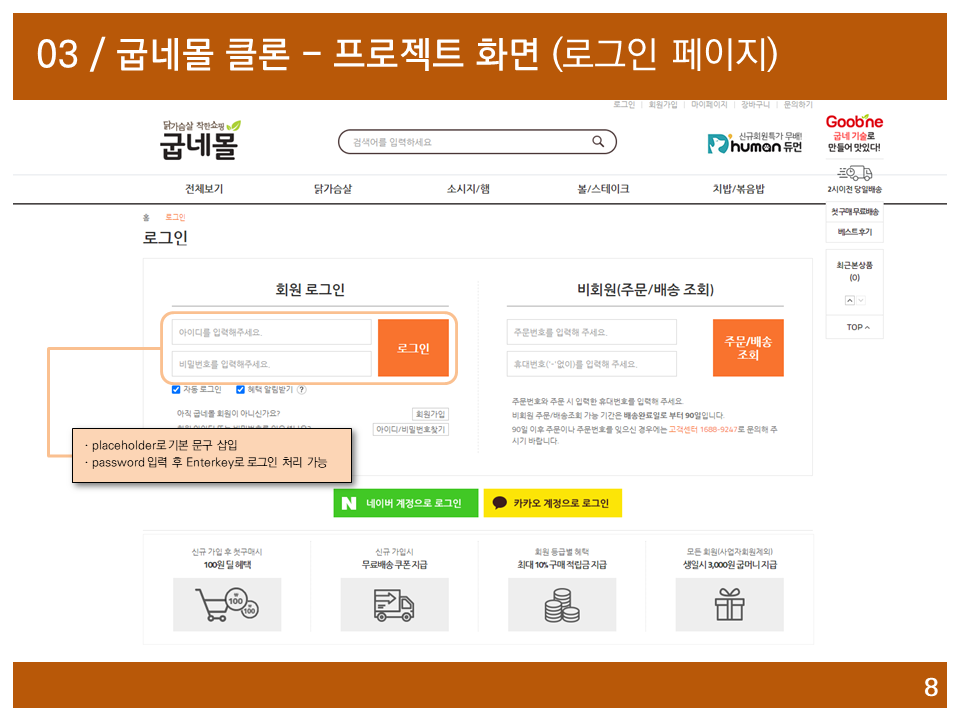 03 / 굽네몰 클론 – 프로젝트 화면 (로그인 페이지)
로그인 | 회원가입 | 마이페이지 | 장바구니 | 문의하기
닭가슴살 착한쇼핑
굽네몰
검색어를 입력하세요
신규회원특가 무배!
human 듀먼
Goobne
굽네 기술로
만들어 맛있다!
2시이전 당일배송
첫 구매 무료배송
베스트 후기
최근본상품
(0)
TOP
전체보기 닭가슴살 소시지/햄 볼/스테이크 치밥/볶음밥
홈 로그인
로그인
회원 로그인
아이디를 입력해주세요.
비밀번호를 입력해주세요.
로그인
자동 로그인 혜택 알림받기 ?
아직 굽네몰 회원이 아니신가요? 회원가입
아이디/비밀번호찾기
· placeholder로 기본 문구 삽입
· password 입력 후 Enterkey로 로그인 처리 가능
비회원(주문/배송 조회)
주문번호를 입력해 주세요.
휴대번호('-'없이)를 입력해 주세요.
주문/배송
조회
주문번호와 주문 시 입력한 휴대번호를 입력해 주세요.
비회원 주문/배송조회 가능 기간은 배송완료일로 부터 90일입니다.
90일 이후 주문이나 주문번호를 잊으신 경우에는 고객센터 1688-9247로 문의해 주
시기 바랍니다.
N 네이버 계정으로 로그인
카카오 계정으로 로그인
신규 가입 후 첫구매시
100원 딜 혜택
신규 가입시
무료배송 쿠폰 지급
회원 등급별 혜택
최대 10% 구매 적립금 지급
모든 회원(사업자회원제외)
생일시 3,000원 굽머니 지급
100
100
8